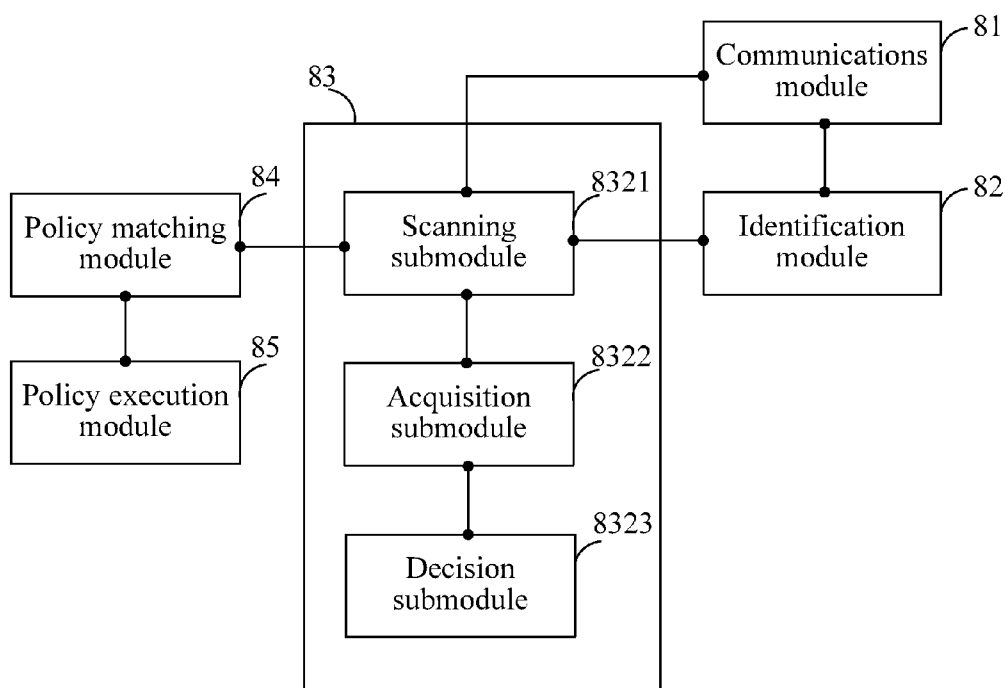 81
Communications
module
83
84
Policy matching
module
8321
Scanning
submodule
82
Identification
module
85
Policy execution
module
8322
Acquisition
submodule
8323
Decision
submodule